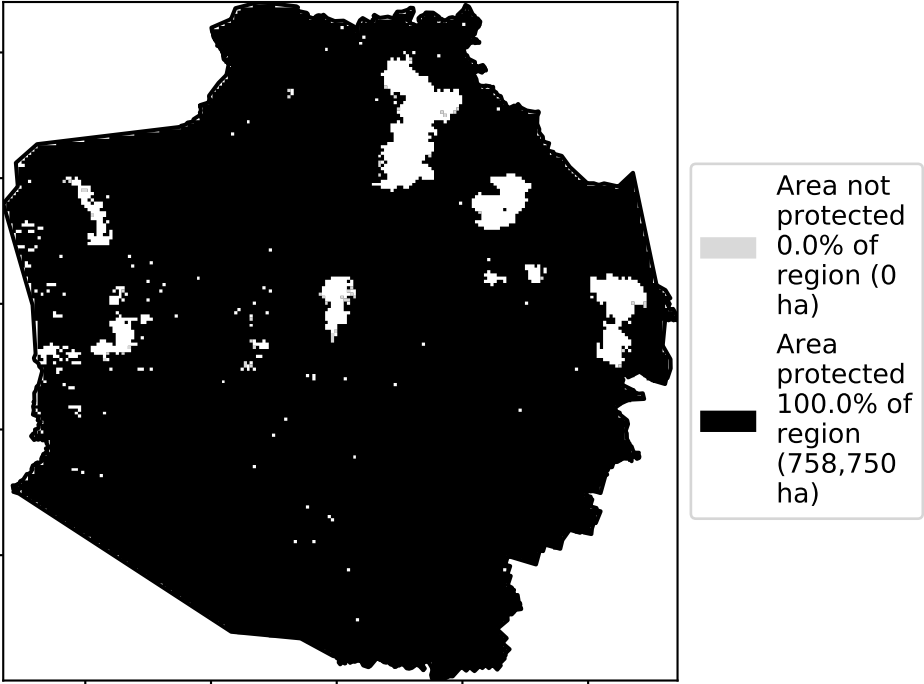 Area not
protected
0.0% of
region (0
ha)
Area
protected
100.0% of
region
(758,750
ha)